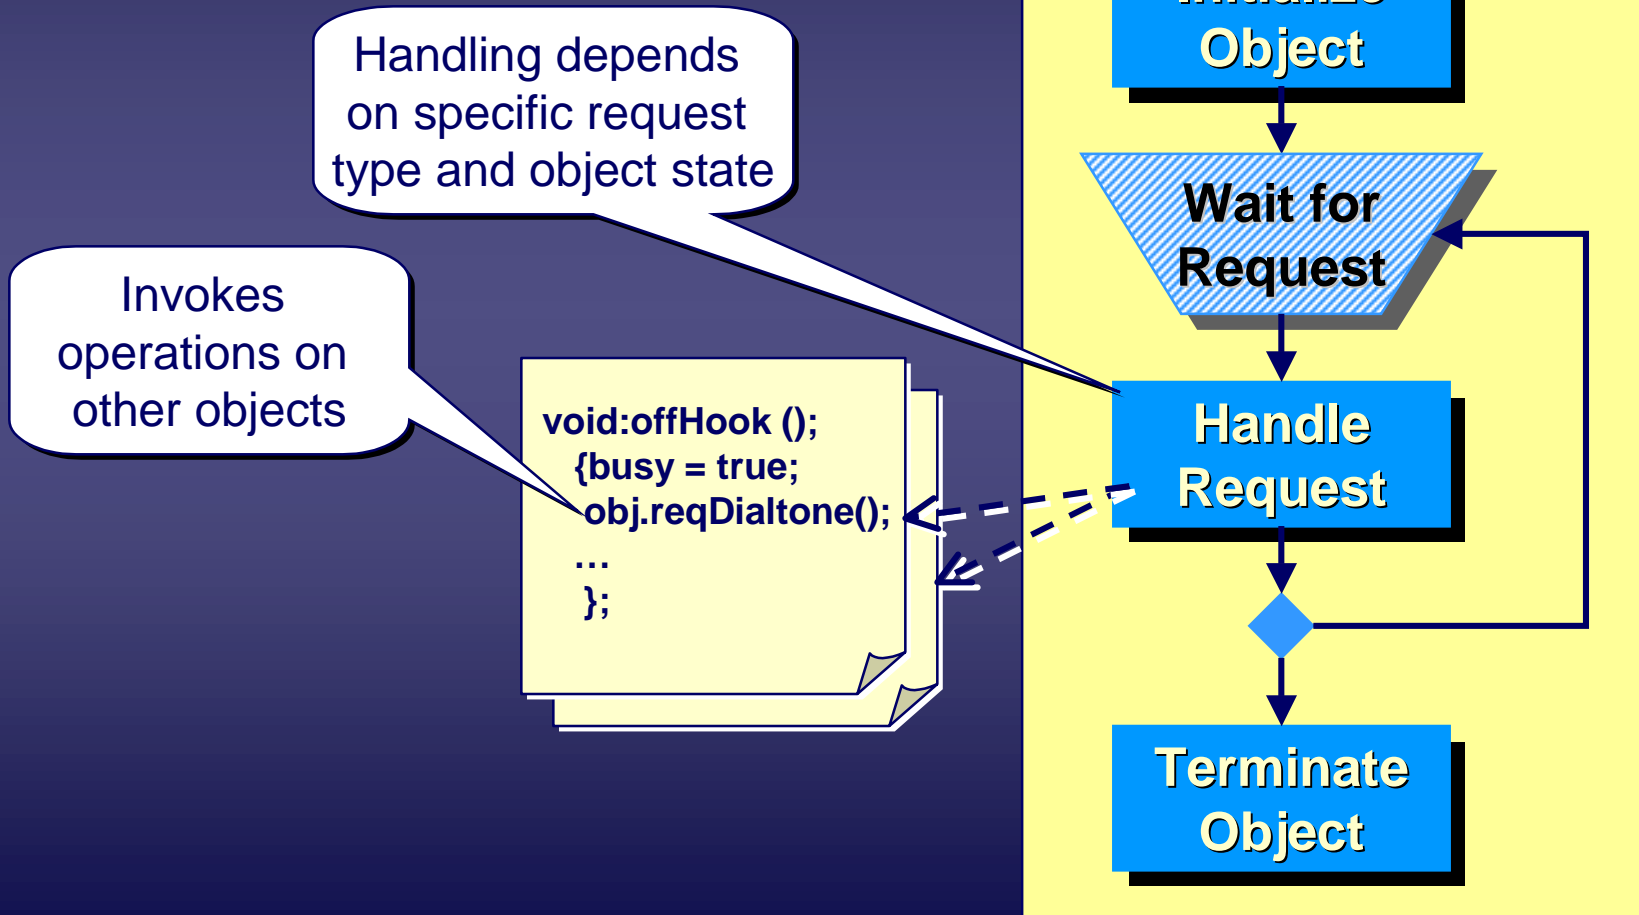 Handling depends
on specific request
type and object state
Invokes
operations on
other objects
void:offHook ();
{busy = true;
obj.reqDialtone();
…
};
Initialize
Object
Wait for
Request
Handle
Request
Terminate
Object